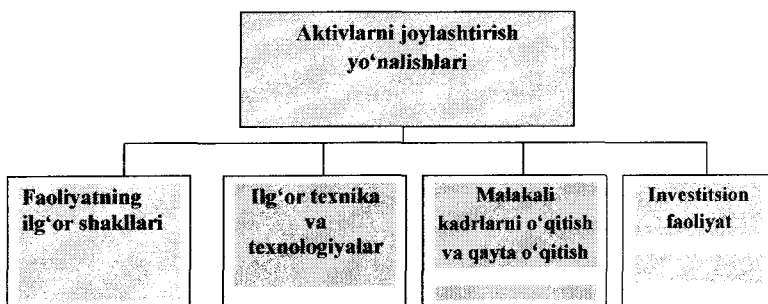 Aktivlarni joylashtirish
yo‘nalishlari
Faoliyatning
ilg‘or shakllari
Ilg‘or texnika
va
texnologiyalar
Malakali
kadrlarni o‘qitish
va qayta o‘qitish
Investitsion
faoliyat